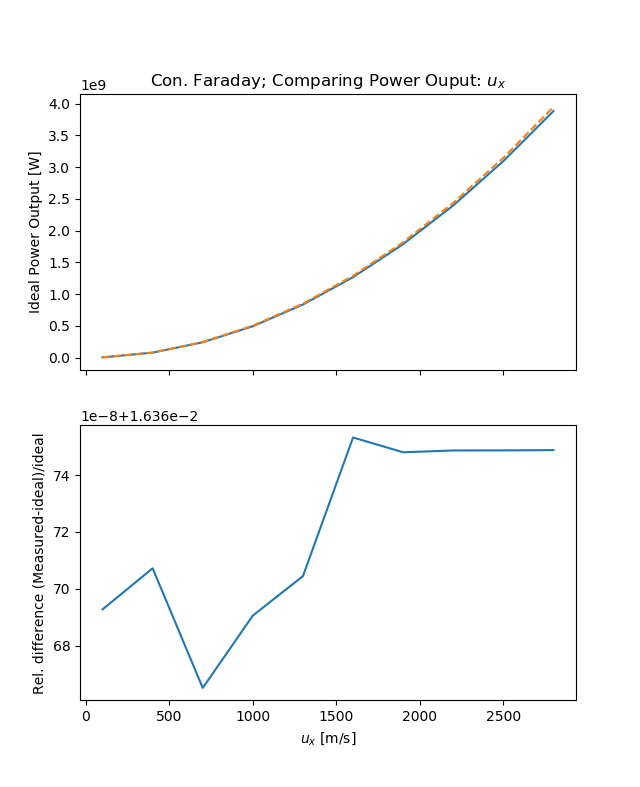 Con. Faraday; Comparing Power Ouput: uₓ
1e9
4.0
3.5
3.0
2.5
2.0
1.5
1.0
0.5
0.0
Ideal Power Output [W]
1e−8+1.636e−2
74
72
70
68
Rel. difference (Measured-ideal)/ideal
0 500 1000 1500 2000 2500
uₓ [m/s]